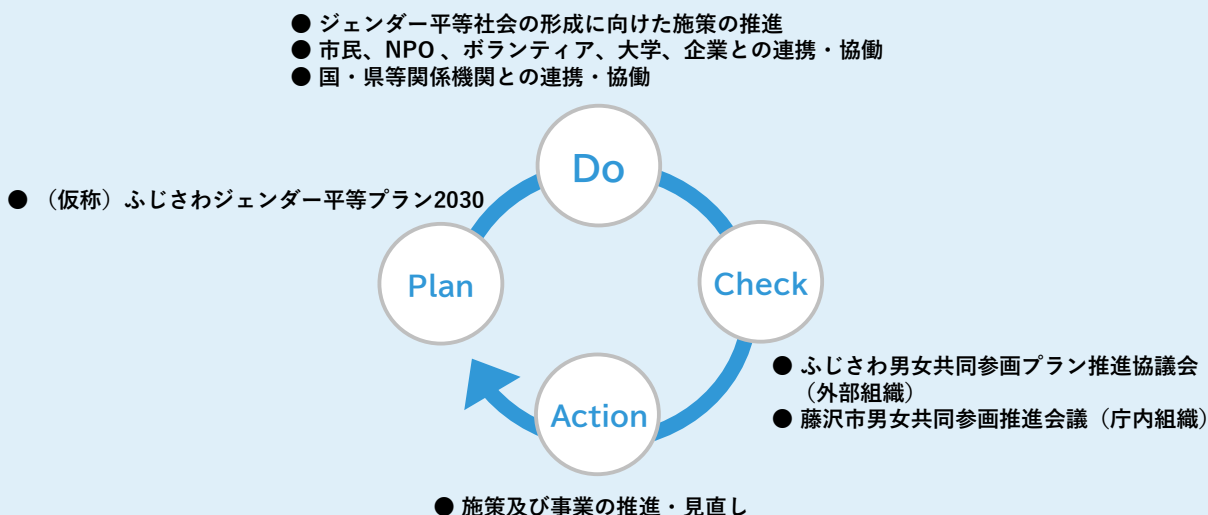 ● ジェンダー平等社会の形成に向けた施策の推進
● 市民、NPO 、ボランティア、大学、企業との連携・協働
● 国・県等関係機関との連携・協働
Do
● （仮称）ふじさわジェンダー平等プラン2030
Plan
Check
● ふじさわ男女共同参画プラン推進協議会
（外部組織）
● 藤沢市男女共同参画推進会議（庁内組織）
Action
● 施策及び事業の推進・見直し